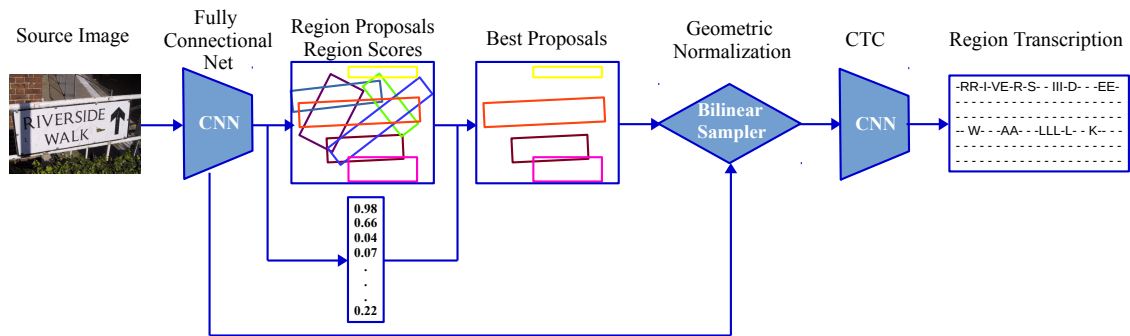 Source Image
Fully
Connectional
Net
Region Proposals
Region Scores
Best Proposals
Geometric
Normalization
CTC
Region Transcription
RIVERSIDE
WALK
CNN
Bilinear
Sampler
CNN
-RR-I-VE-R-S- - III-D- - -EE-
- - - - - - - - - - - - - - - - - - - - - -
-- W- - -AA- - -LLL-L- - K-- - -
- - - - - - - - - - - - - - - - - - - - - -
- - - - - - - - - - - - - - - - - - - - - -
0.98
0.66
0.04
0.07
.
.
.
0.22